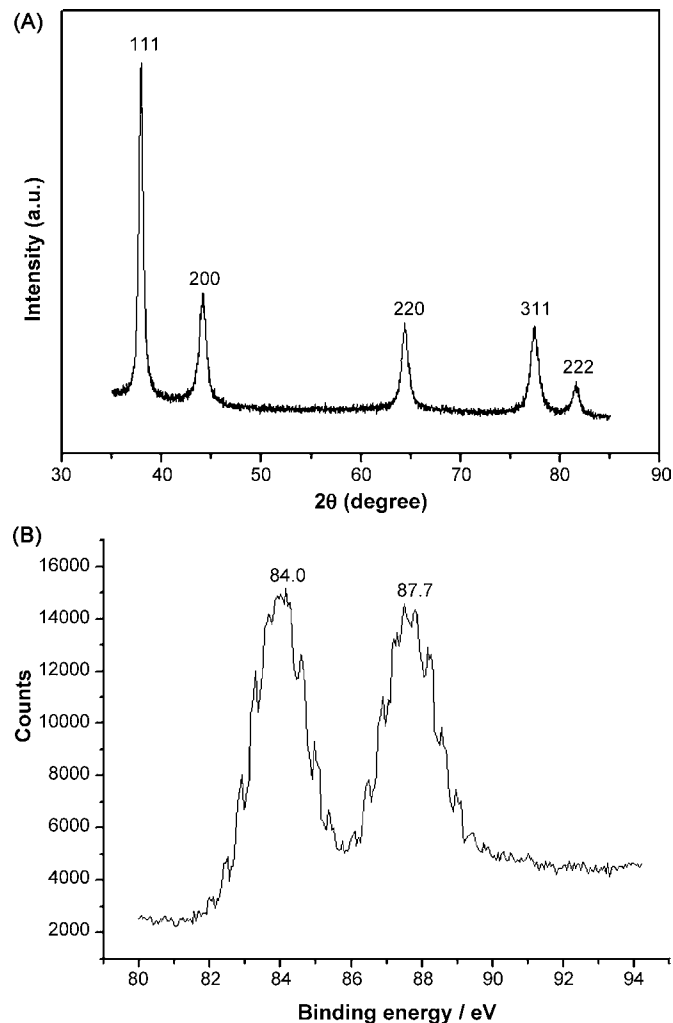 (A)
111
200
220
311
222
Intensity (a.u.)
30 40 50 60 70 80 90
2θ (degree)
(B)
84.0
87.7
16000
14000
12000
10000
8000
6000
4000
2000
Counts
80 82 84 86 88 90 92 94
Binding energy / eV